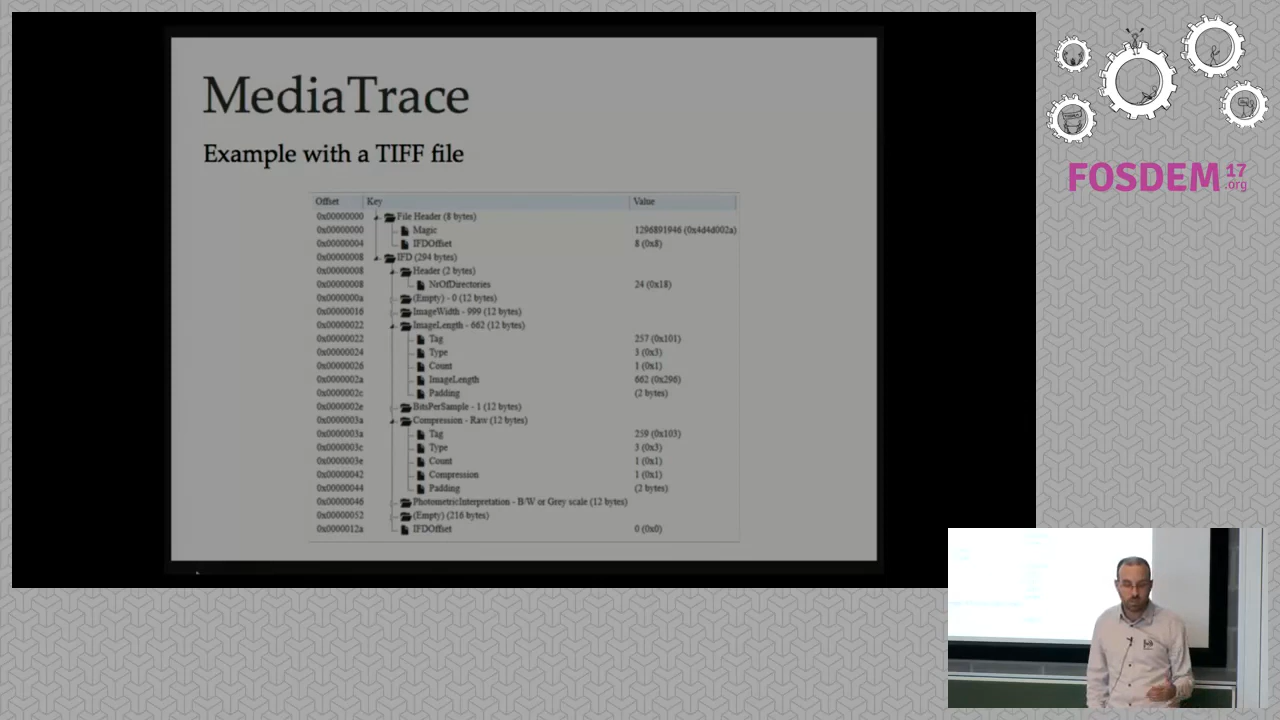 MediaTrace
Example with a TIFF file
Offset Key Value
0x00000000 File Header (8 bytes)
0x00000000 Magic 1296891946 (0x4d4d002a)
0x00000004 IFDOffset 8 (0x8)
0x00000008 IFD (294 bytes)
0x00000008 Header (2 bytes)
0x00000008 NrOfDirectories 24 (0x18)
0x0000000a (Empty) - 0 (12 bytes)
0x00000016 ImageWidth - 999 (12 bytes)
0x00000022 ImageLength - 662 (12 bytes)
0x00000022 Tag 257 (0x101)
0x00000024 Type 3 (0x3)
0x00000026 Count 1 (0x1)
0x0000002a ImageLength 662 (0x296)
0x0000002c Padding (2 bytes)
0x0000002e BitsPerSample - 1 (12 bytes)
0x0000003a Compression - Raw (12 bytes)
0x0000003a Tag 259 (0x103)
0x0000003c Type 3 (0x3)
0x0000003e Count 1 (0x1)
0x00000042 Compression 1 (0x1)
0x00000044 Padding (2 bytes)
0x00000046 PhotometricInterpretation - B/W or Grey scale (12 bytes)
0x00000052 (Empty) (216 bytes)
0x0000012a IFDOffset 0 (0x0)
FOSDEM 17
.org